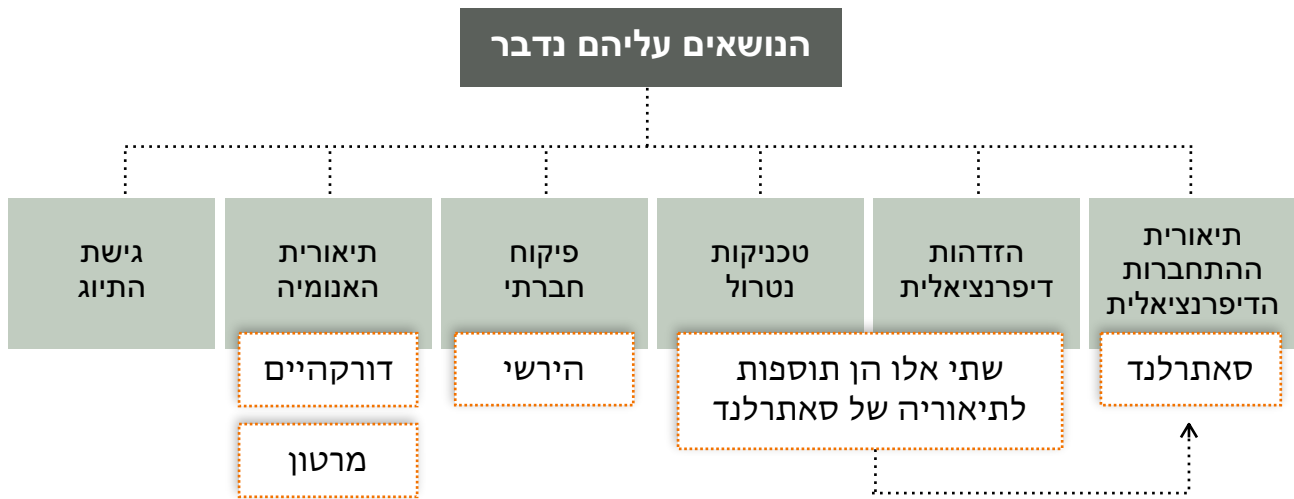 הנושאים עליהם נדבר
תיאורית
ההתחברות
הדיפרנציאלית
הזדהות
דיפרנציאלית
טכניקות
נטרול
פיקוח
חברתי
תיאורית
האנומיה
גישת
התיוג
סאתרלנד
שתי אלו הן תוספות
לתיאוריה של סאתרלנד
הירשי
דורקהיים
מרטון